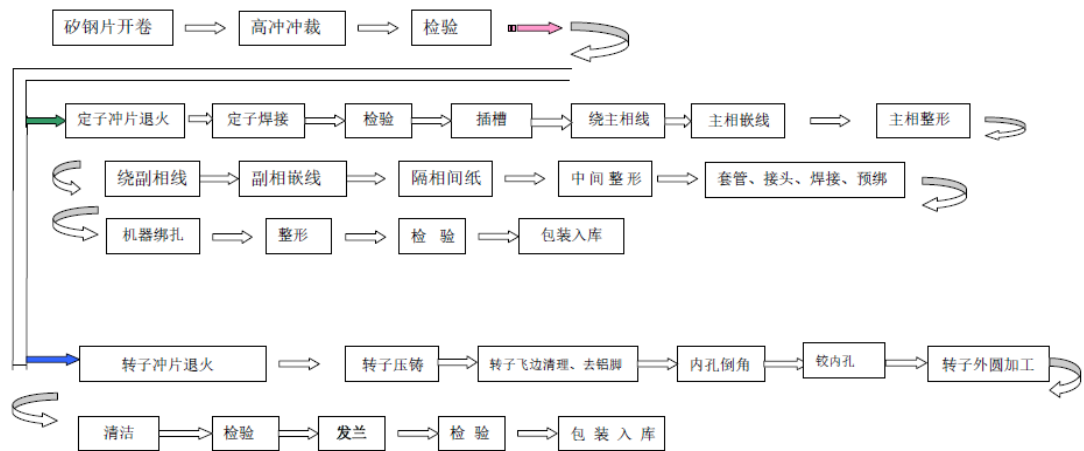 矽钢片开卷 高冲冲裁 检验
定子冲片退火 定子焊接 检验 插槽 绕主相线 主相嵌线 主相整形
绕副相线 副相嵌线 隔相间纸 中间整形 套管、接头、焊接、预绑
机器绑扎 整形 检 验 包装入库
转子冲片退火 转子压铸 转子飞边清理、去铝脚 内孔倒角 铰内孔 转子外圆加工
清洁 检验 发兰 检 验 包 装 入 库